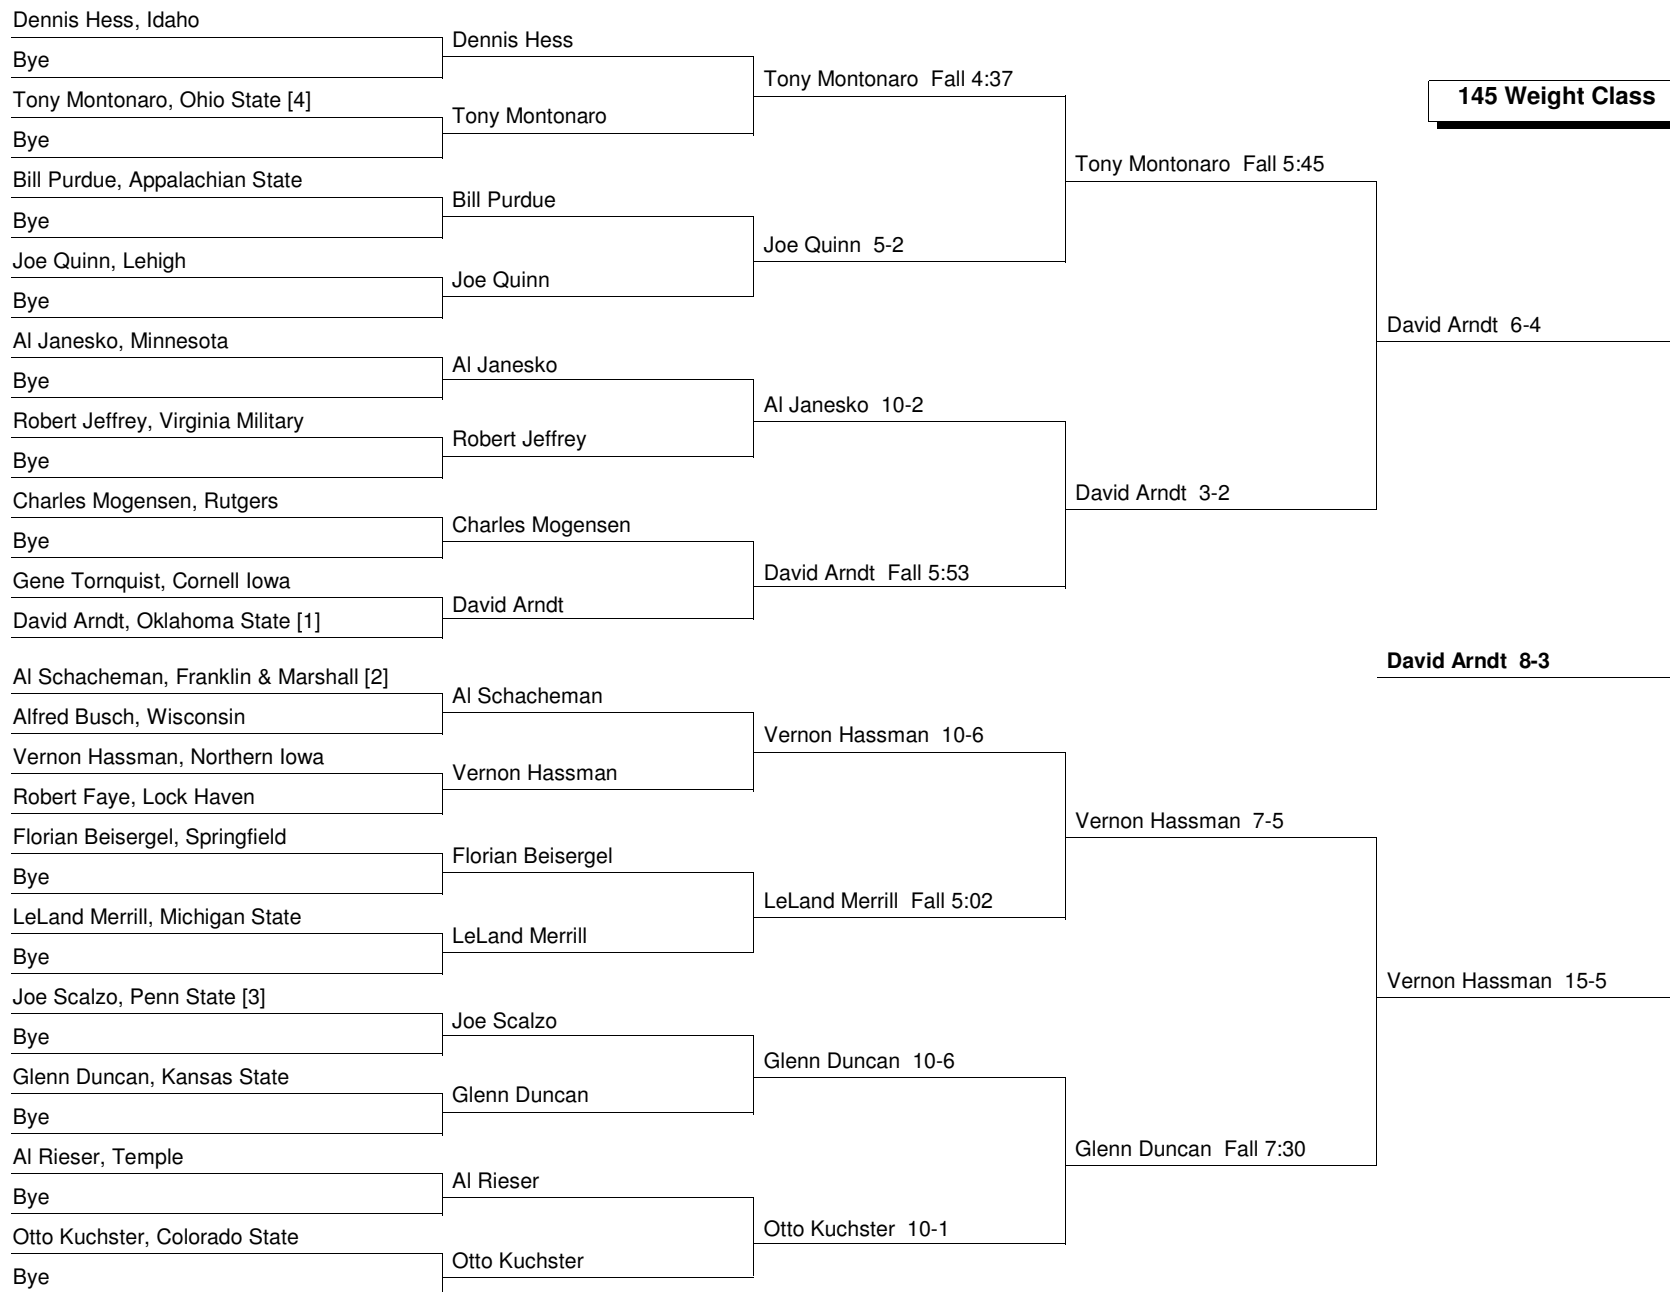 Dennis Hess, Idaho
Bye
Tony Montonaro, Ohio State [4]
Bye
Bill Purdue, Appalachian State
Bye
Joe Quinn, Lehigh
Bye
Al Janesko, Minnesota
Bye
Robert Jeffrey, Virginia Military
Bye
Charles Mogensen, Rutgers
Bye
Gene Tornquist, Cornell Iowa
David Arndt, Oklahoma State [1]
Al Schacheman, Franklin & Marshall [2]
Alfred Busch, Wisconsin
Vernon Hassman, Northern Iowa
Robert Faye, Lock Haven
Florian Beisergel, Springfield
Bye
LeLand Merrill, Michigan State
Bye
Joe Scalzo, Penn State [3]
Bye
Glenn Duncan, Kansas State
Bye
Al Rieser, Temple
Bye
Otto Kuchster, Colorado State
Bye
Dennis Hess
Tony Montonaro
Bill Purdue
Joe Quinn
Al Janesko
Robert Jeffrey
Charles Mogensen
David Arndt
Al Schacheman
Vernon Hassman
Florian Beisergel
LeLand Merrill
Joe Scalzo
Glenn Duncan
Al Rieser
Otto Kuchster
Tony Montonaro Fall 4:37
Joe Quinn 5-2
Al Janesko 10-2
David Arndt Fall 5:53
Vernon Hassman 10-6
LeLand Merrill Fall 5:02
Glenn Duncan 10-6
Otto Kuchster 10-1
Tony Montonaro Fall 5:45
David Arndt 3-2
Vernon Hassman 7-5
Glenn Duncan Fall 7:30
145 Weight Class
David Arndt 6-4
David Arndt 8-3
Vernon Hassman 15-5